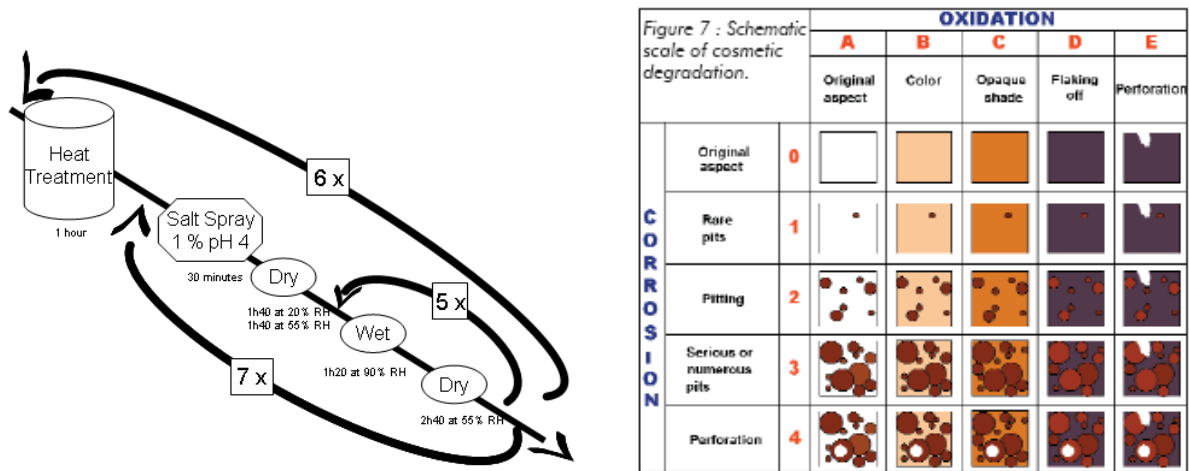 Heat
Treatment
1 hour
6 x
Salt Spray
1 % pH 4
30 minutes
Dry
1h40 at 20% RH
1h40 at 55% RH
5 x
Wet
1h20 at 90% RH
7 x
Dry
2h40 at 55% RH
Figure 7 : Schematic
scale of cosmetic
degradation.
OXIDATION
A B C D E
Original
aspect
Color
Opaque
shade
Flaking
off
Perforation
CORROSION
Original
aspect
0
Rare
pits
1
Pitting
2
Serious or
numerous
pits
3
Perforation
4